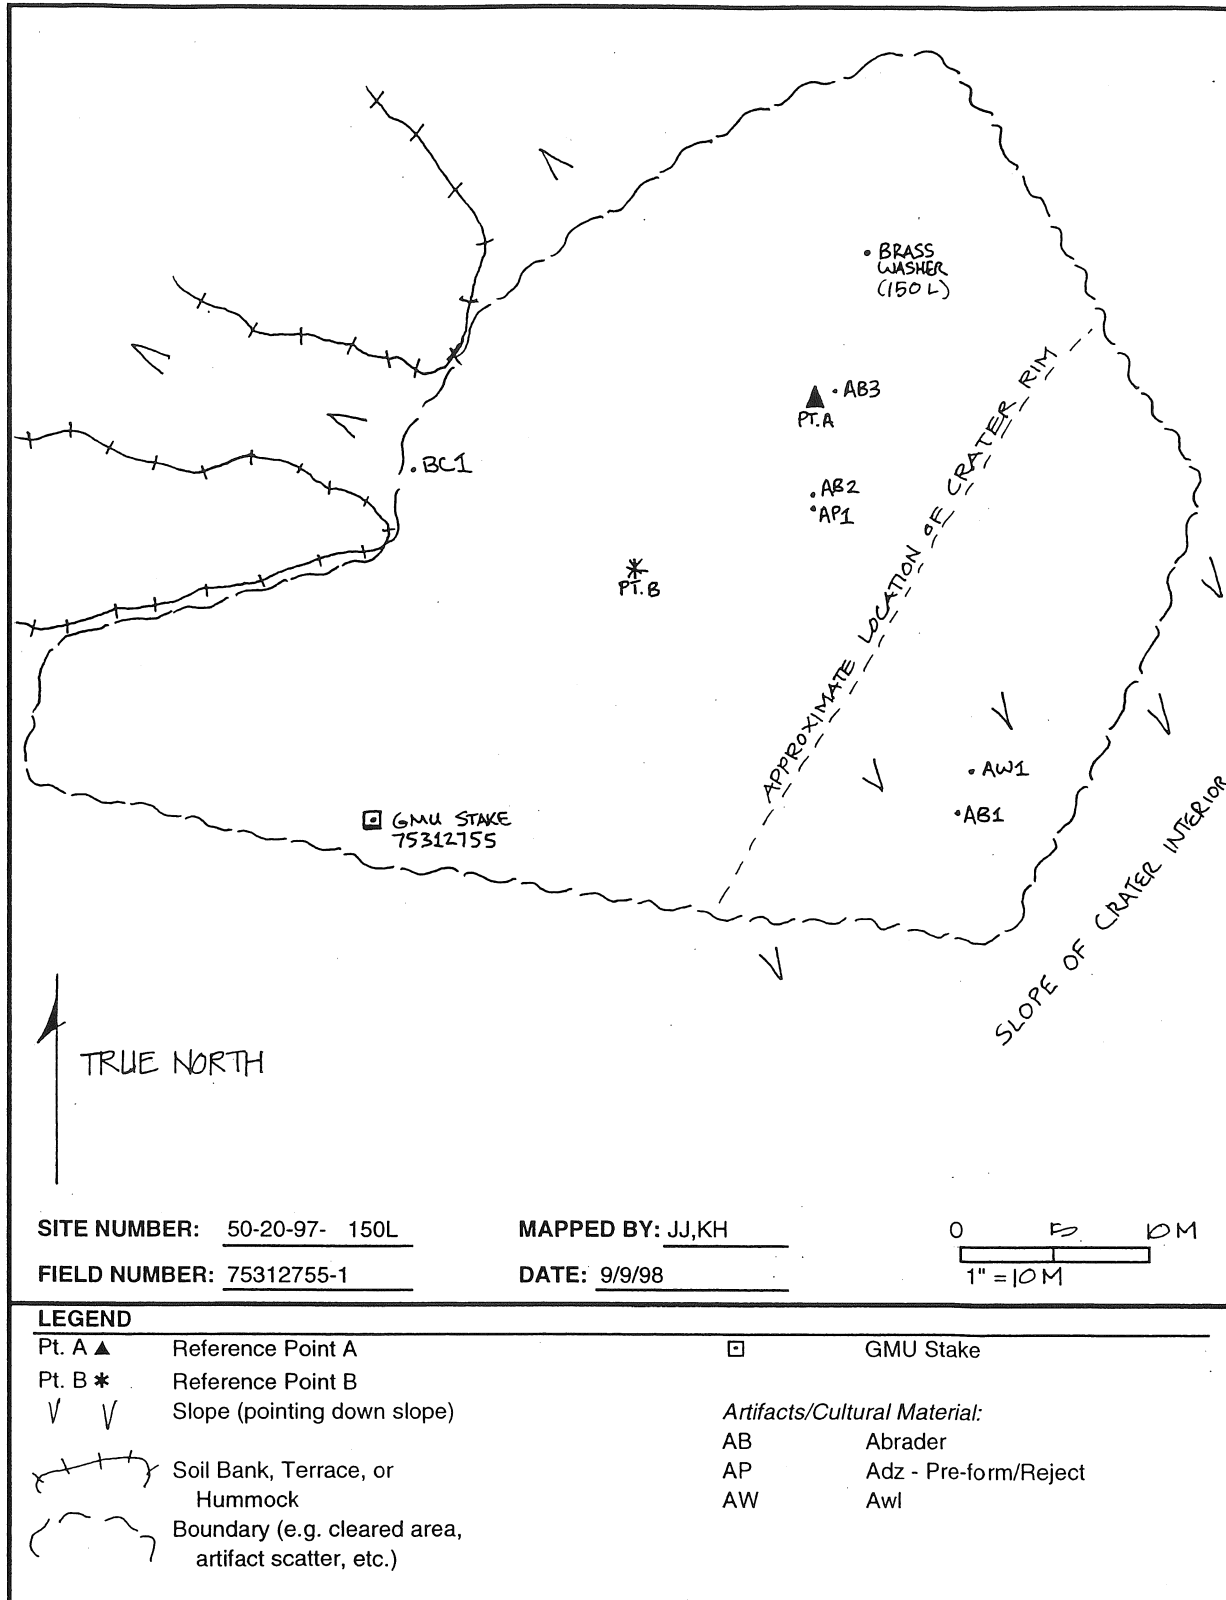 BRASS
WASHER
(150L)
AB3
PT.A
BC1
AB2
AP1
PT.B
APPROXIMATE LOCATION OF CRATER RIM
AW1
AB1
GMU STAKE
75312755
SLOPE OF CRATER INTERIOR
TRUE NORTH
SITE NUMBER: 50-20-97- 150L
MAPPED BY: JJ,KH
0 5 10 M
FIELD NUMBER: 75312755-1
DATE: 9/9/98
1" = 10 M
LEGEND
Pt. A ▲ Reference Point A
Pt. B * Reference Point B
Slope (pointing down slope)
Soil Bank, Terrace, or
Hummock
Boundary (e.g. cleared area,
artifact scatter, etc.)
GMU Stake
Artifacts/Cultural Material:
AB Abrader
AP Adz - Pre-form/Reject
AW Awl